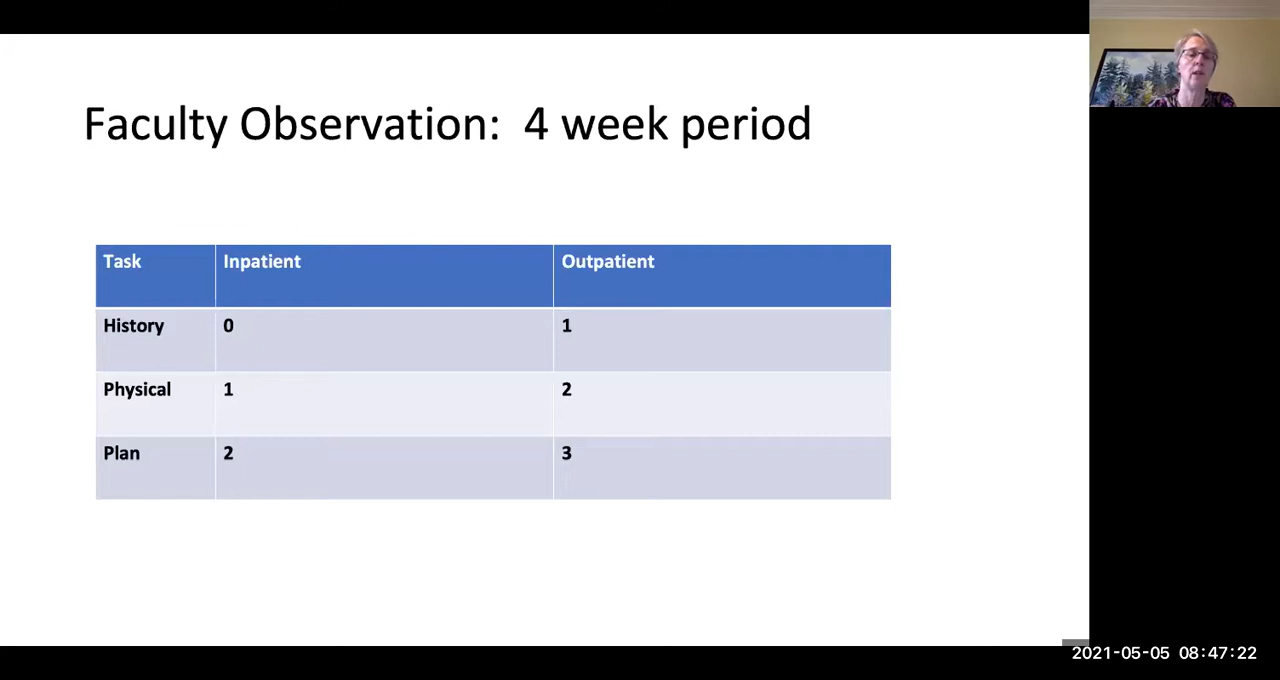 Faculty Observation: 4 week period
Task Inpatient Outpatient
History 0 1
Physical 1 2
Plan 2 3
2021-05-05 08:47:22